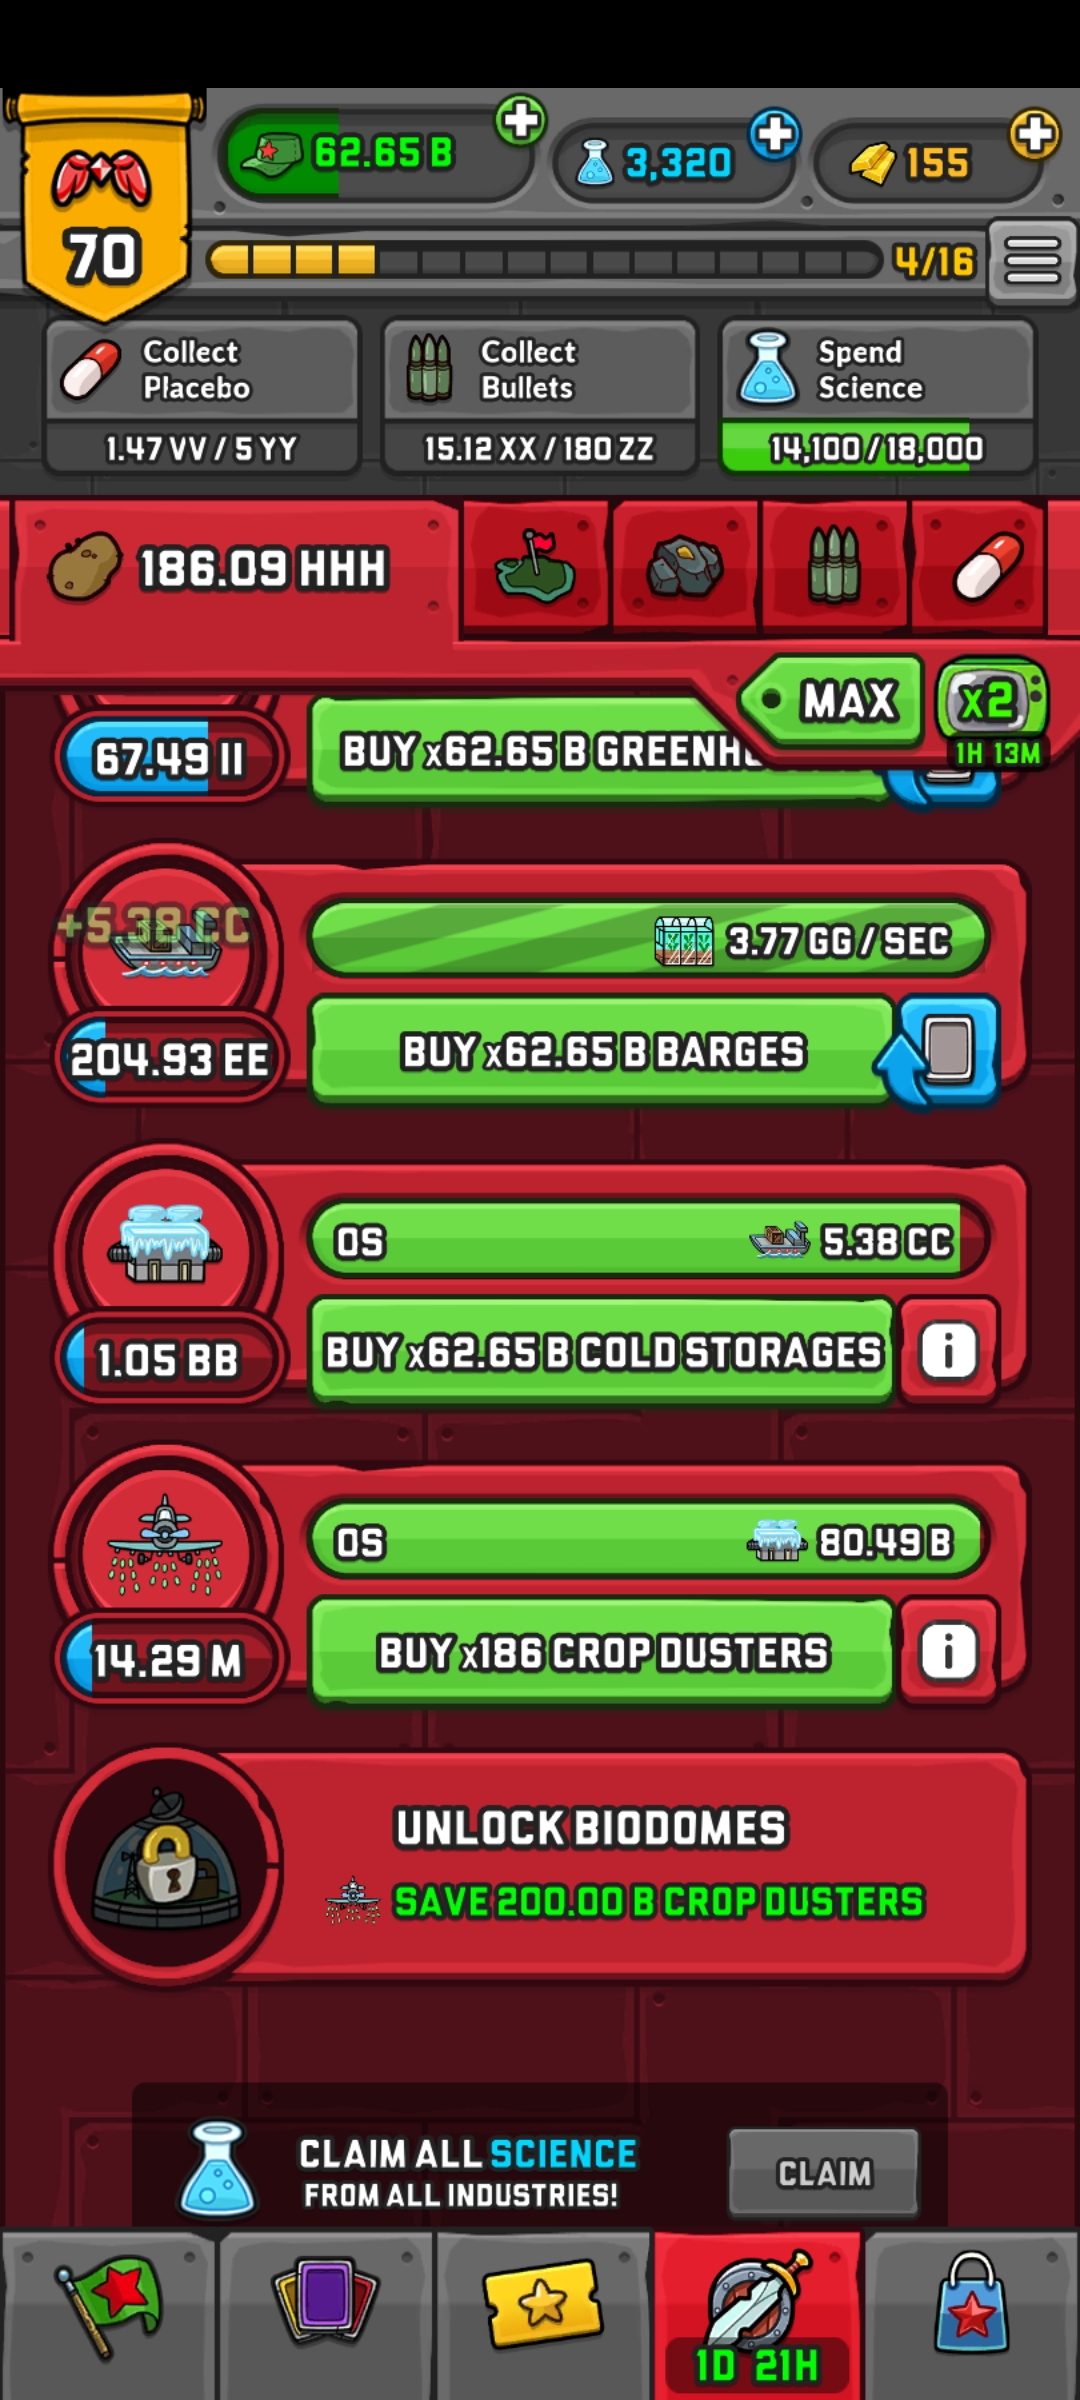 62.65 B
3,320
155
70
4/16
Collect
Placebo
1.47 VV / 5 YY
Collect
Bullets
15.12 XX / 180 ZZ
Spend
Science
14,100 / 18,000
186.09 HHH
MAX
x2
1H 13M
67.49 II
BUY x62.65 B
+5.38 CC
3.77 GG / SEC
204.93 EE
BUY x62.65 B BARGES
0S
5.38 CC
1.05 BB
BUY x62.65 B COLD STORAGES
i
0S
80.49 B
14.29 M
BUY x186 CROP DUSTERS
i
UNLOCK BIODOMES
SAVE 200.00 B CROP DUSTERS
CLAIM ALL SCIENCE
FROM ALL INDUSTRIES!
CLAIM
1D 21H